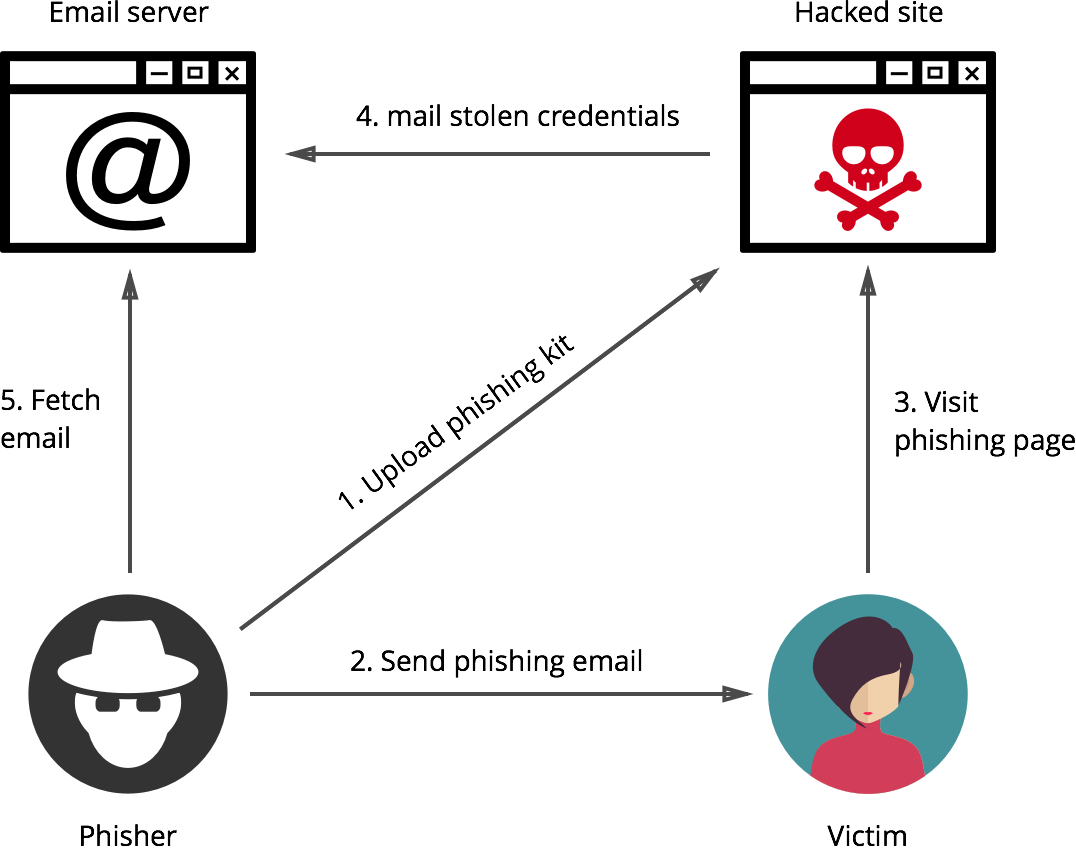 Email server
Hacked site
@
4. mail stolen credentials
1. Upload phishing kit
5. Fetch
email
3. Visit
phishing page
2. Send phishing email
Phisher
Victim